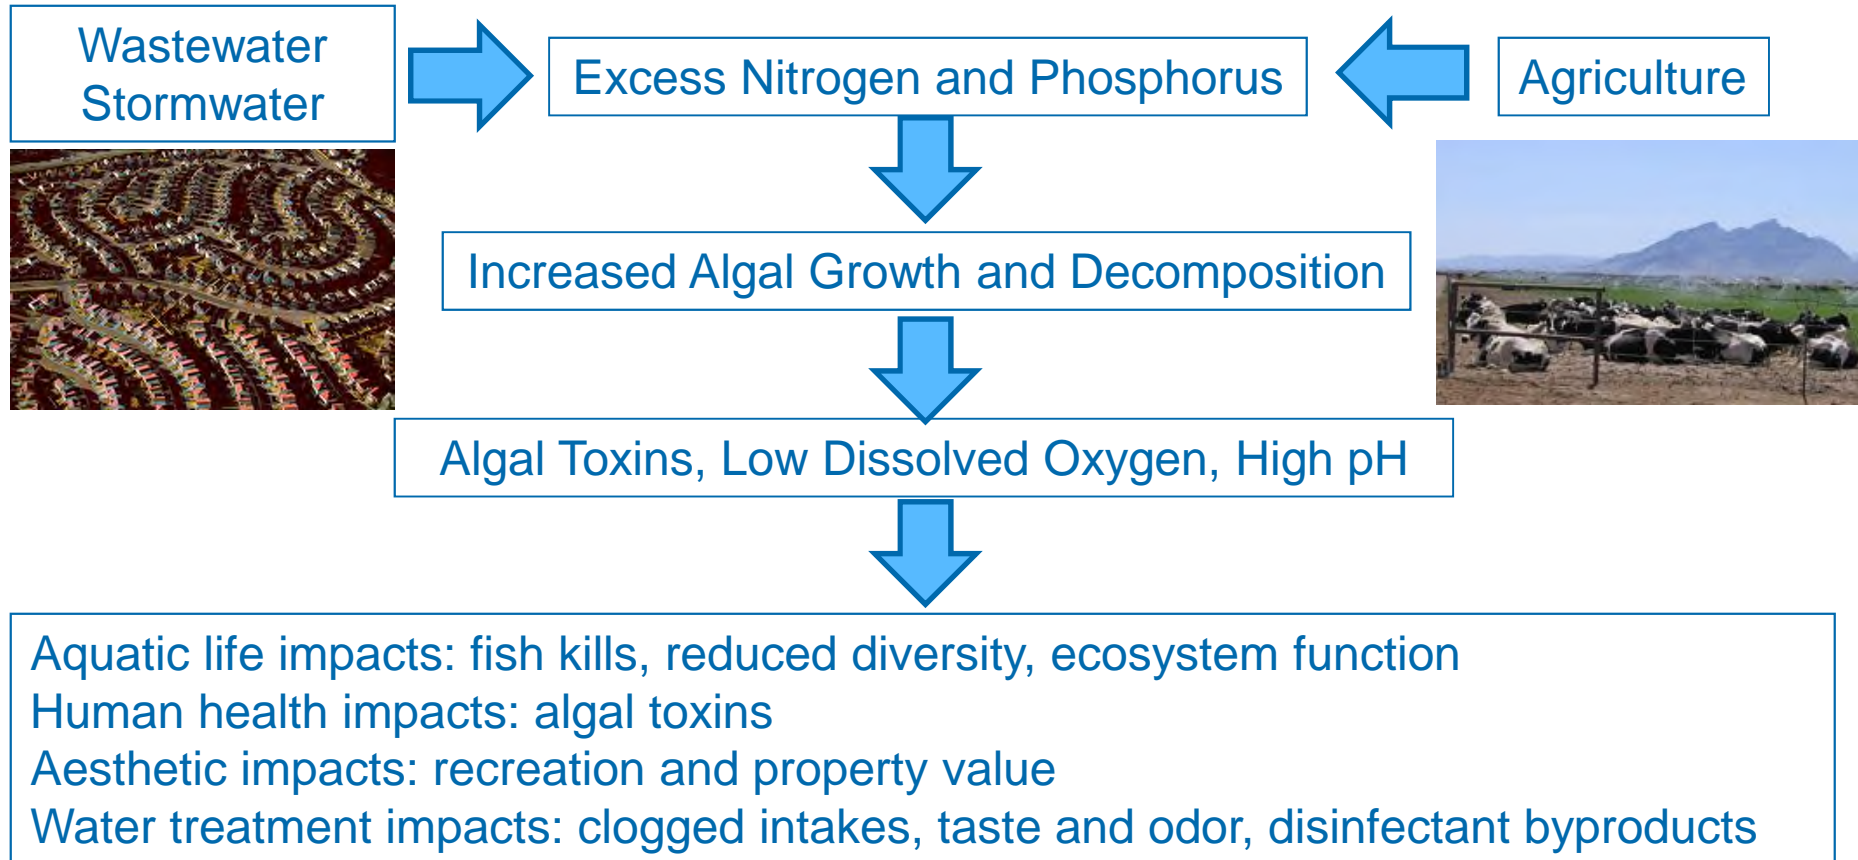 Wastewater
Stormwater
Excess Nitrogen and Phosphorus
Agriculture
Increased Algal Growth and Decomposition
Algal Toxins, Low Dissolved Oxygen, High pH
Aquatic life impacts: fish kills, reduced diversity, ecosystem function
Human health impacts: algal toxins
Aesthetic impacts: recreation and property value
Water treatment impacts: clogged intakes, taste and odor, disinfectant byproducts